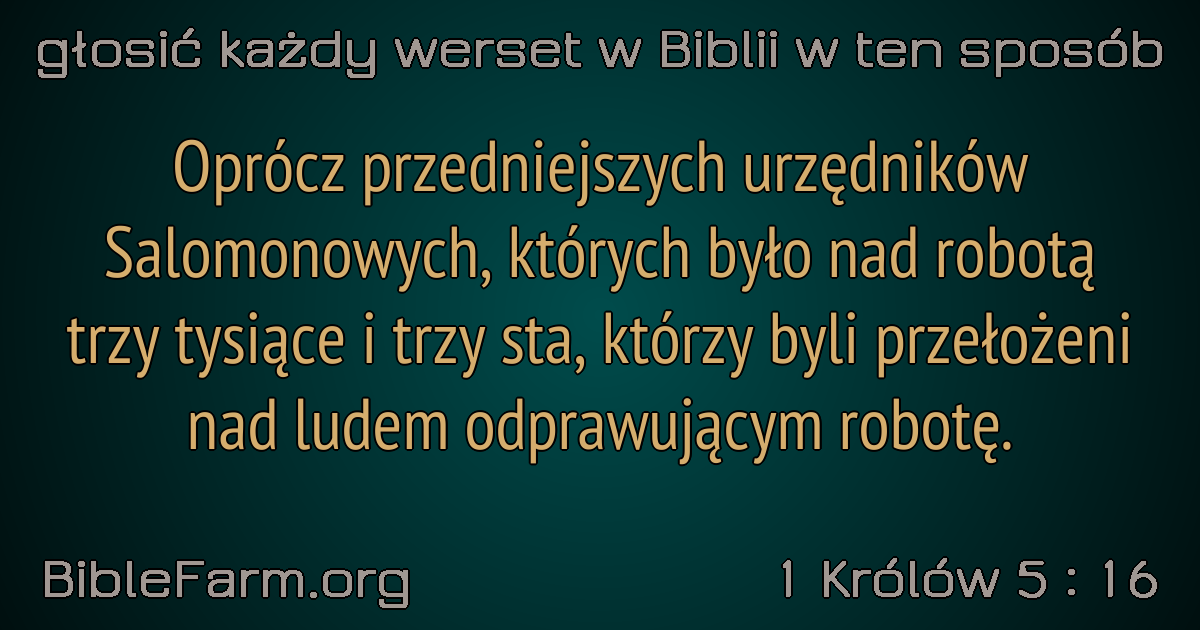 głosić każdy werset w Biblii w ten sposób
Oprócz przedniejszych urzędników
Salomonowych, których było nad robotą
trzy tysiące i trzy sta, którzy byli przełożeni
nad ludem odprawującym robotę.
BibleFarm.org
1 Królów 5 : 16